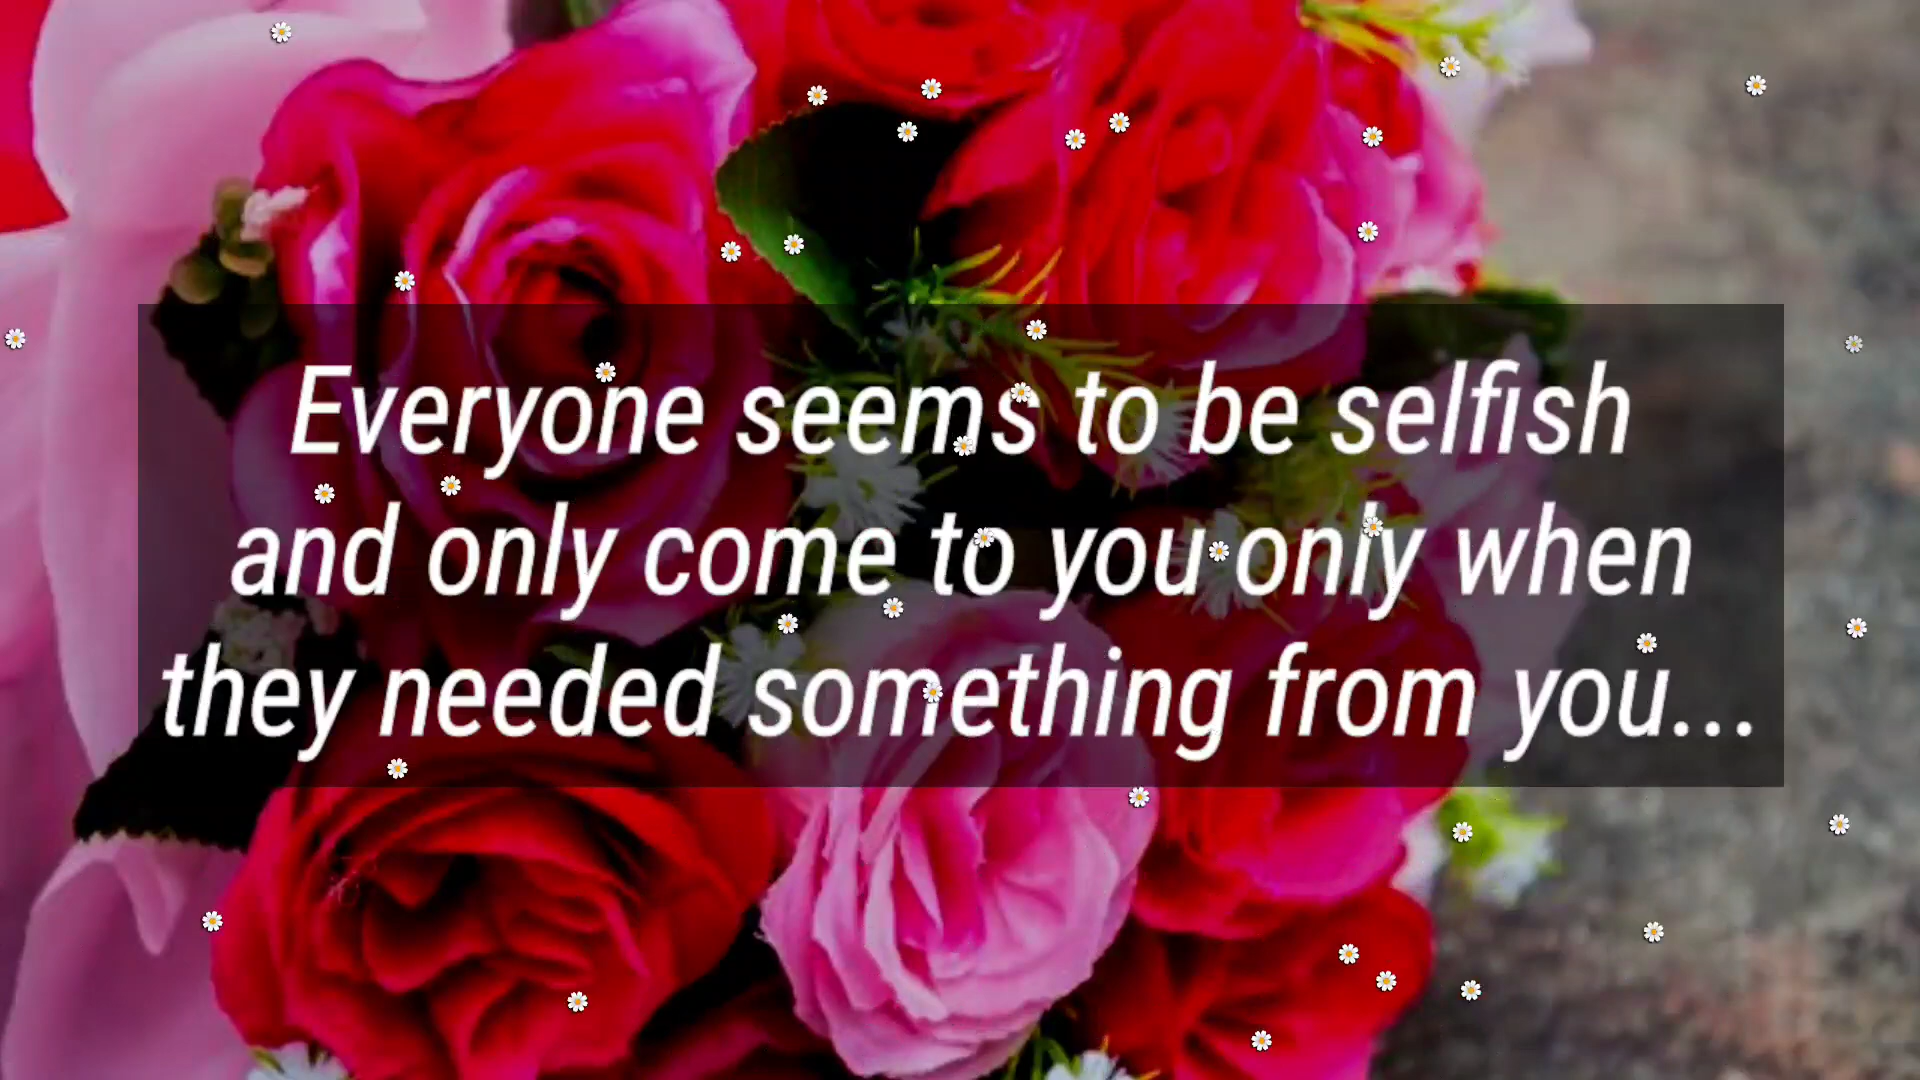 Everyone seems to be selfish
and only come to you only when
they needed something from you...